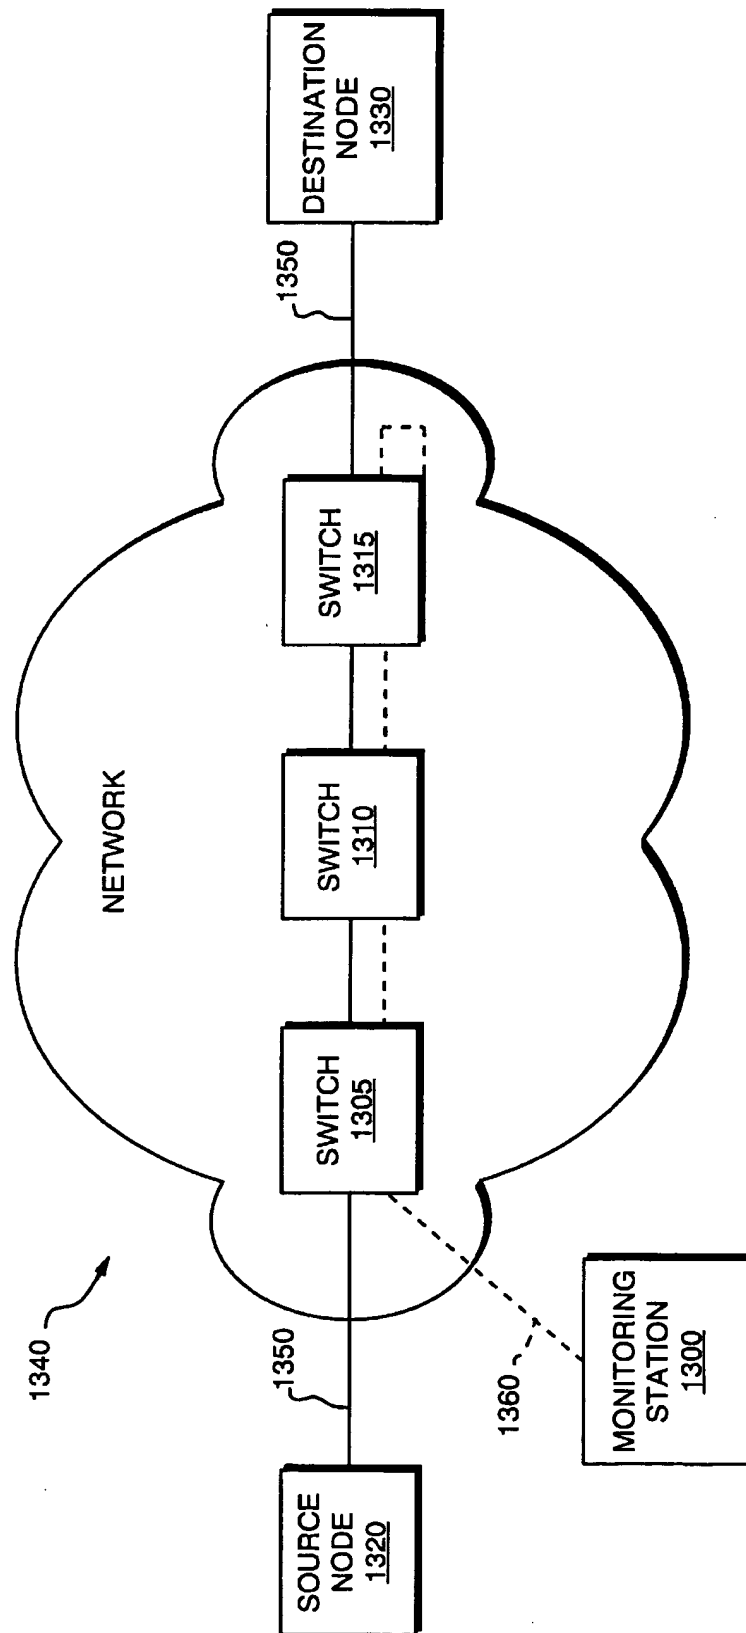 1340
NETWORK
SOURCE
NODE
1320
1350
SWITCH
1305
SWITCH
1310
SWITCH
1315
1350
DESTINATION
NODE
1330
1360
MONITORING
STATION
1300